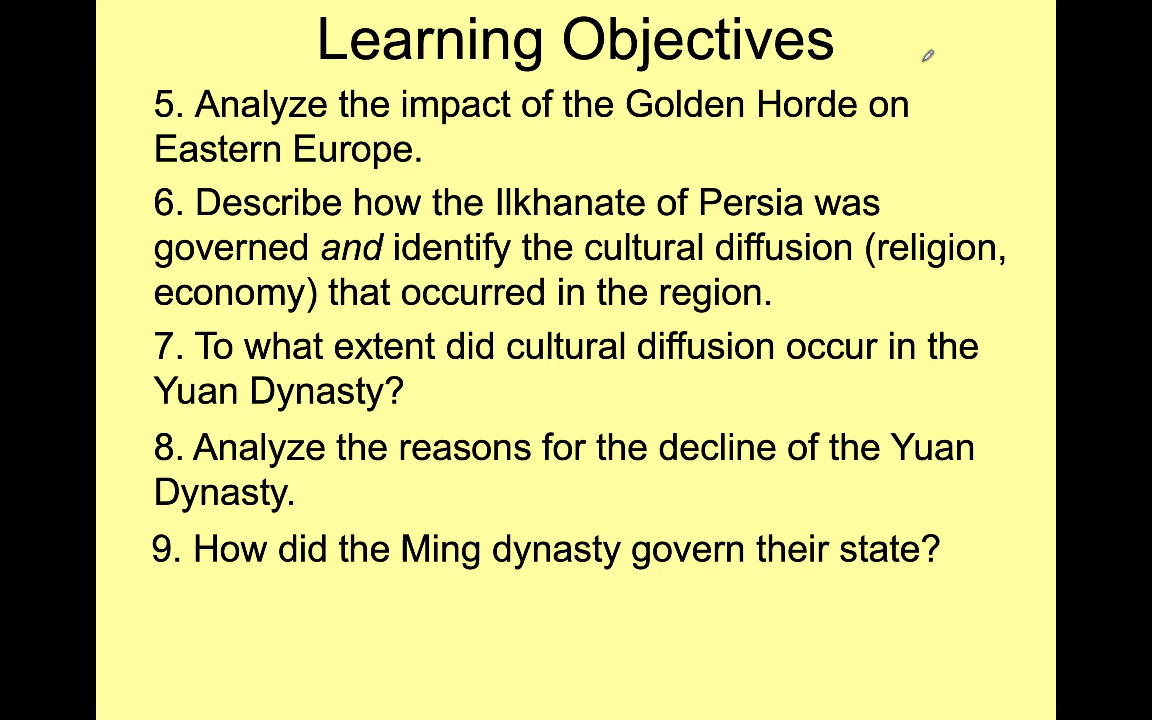 Learning Objectives
5. Analyze the impact of the Golden Horde on
Eastern Europe.
6. Describe how the Ilkhanate of Persia was
governed and identify the cultural diffusion (religion,
economy) that occurred in the region.
7. To what extent did cultural diffusion occur in the
Yuan Dynasty?
8. Analyze the reasons for the decline of the Yuan
Dynasty.
9. How did the Ming dynasty govern their state?